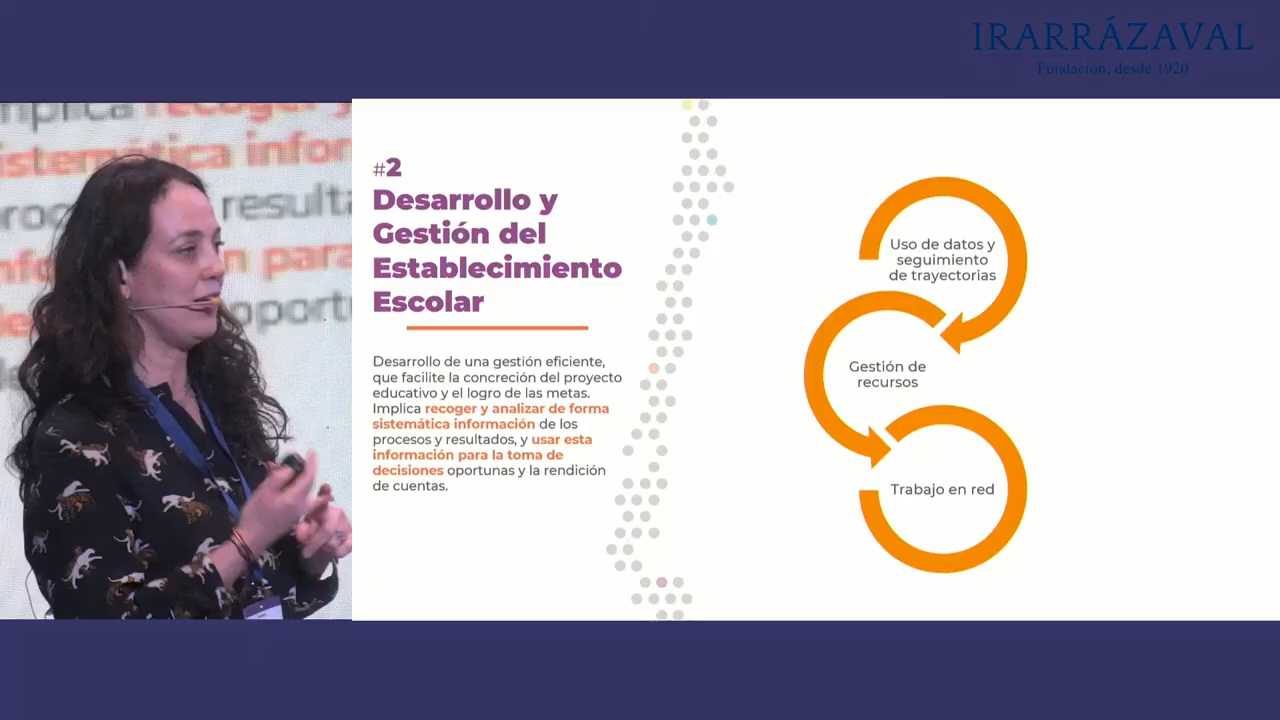 IRARRÁZAVAL
Fundación, desde 1920
#2
Desarrollo y
Gestión del
Establecimiento
Escolar
Desarrollo de una gestión eficiente,
que facilite la concreción del proyecto
educativo y el logro de las metas.
Implica recoger y analizar de forma
sistemática información de los
procesos y resultados, y usar esta
información para la toma de
decisiones oportunas y la rendición
de cuentas.
Uso de datos y
seguimiento
de trayectorias
Gestión de
recursos
Trabajo en red